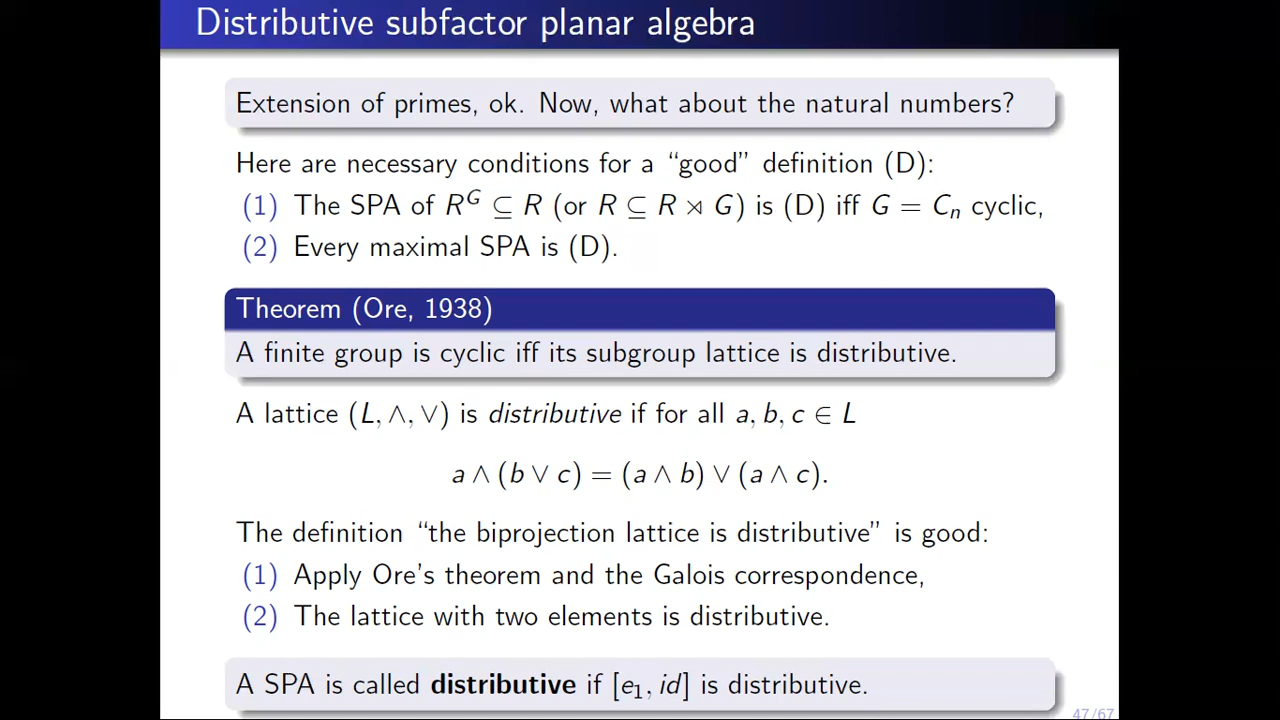 Distributive subfactor planar algebra
Extension of primes, ok. Now, what about the natural numbers?
Here are necessary conditions for a “good” definition (D):
(1) The SPA of R^G ⊆ R (or R ⊆ R ⋊ G) is (D) iff G = C_n cyclic,
(2) Every maximal SPA is (D).
Theorem (Ore, 1938)
A finite group is cyclic iff its subgroup lattice is distributive.
A lattice (L, ∧, ∨) is distributive if for all a, b, c ∈ L
a ∧ (b ∨ c) = (a ∧ b) ∨ (a ∧ c).
The definition “the biprojection lattice is distributive” is good:
(1) Apply Ore’s theorem and the Galois correspondence,
(2) The lattice with two elements is distributive.
A SPA is called distributive if [e_1, id] is distributive.
47/67